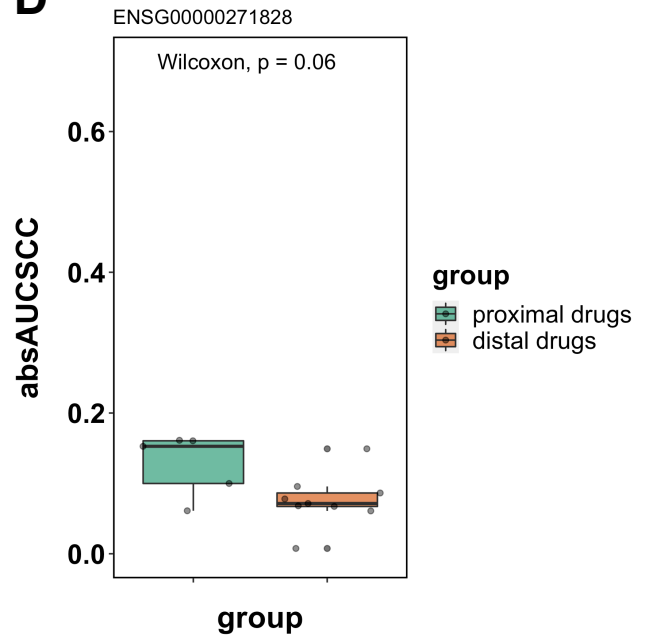 D
ENSG00000271828
Wilcoxon, p = 0.06
0.6
0.4
0.2
0.0
absAUCSCC
group
group
proximal drugs
distal drugs